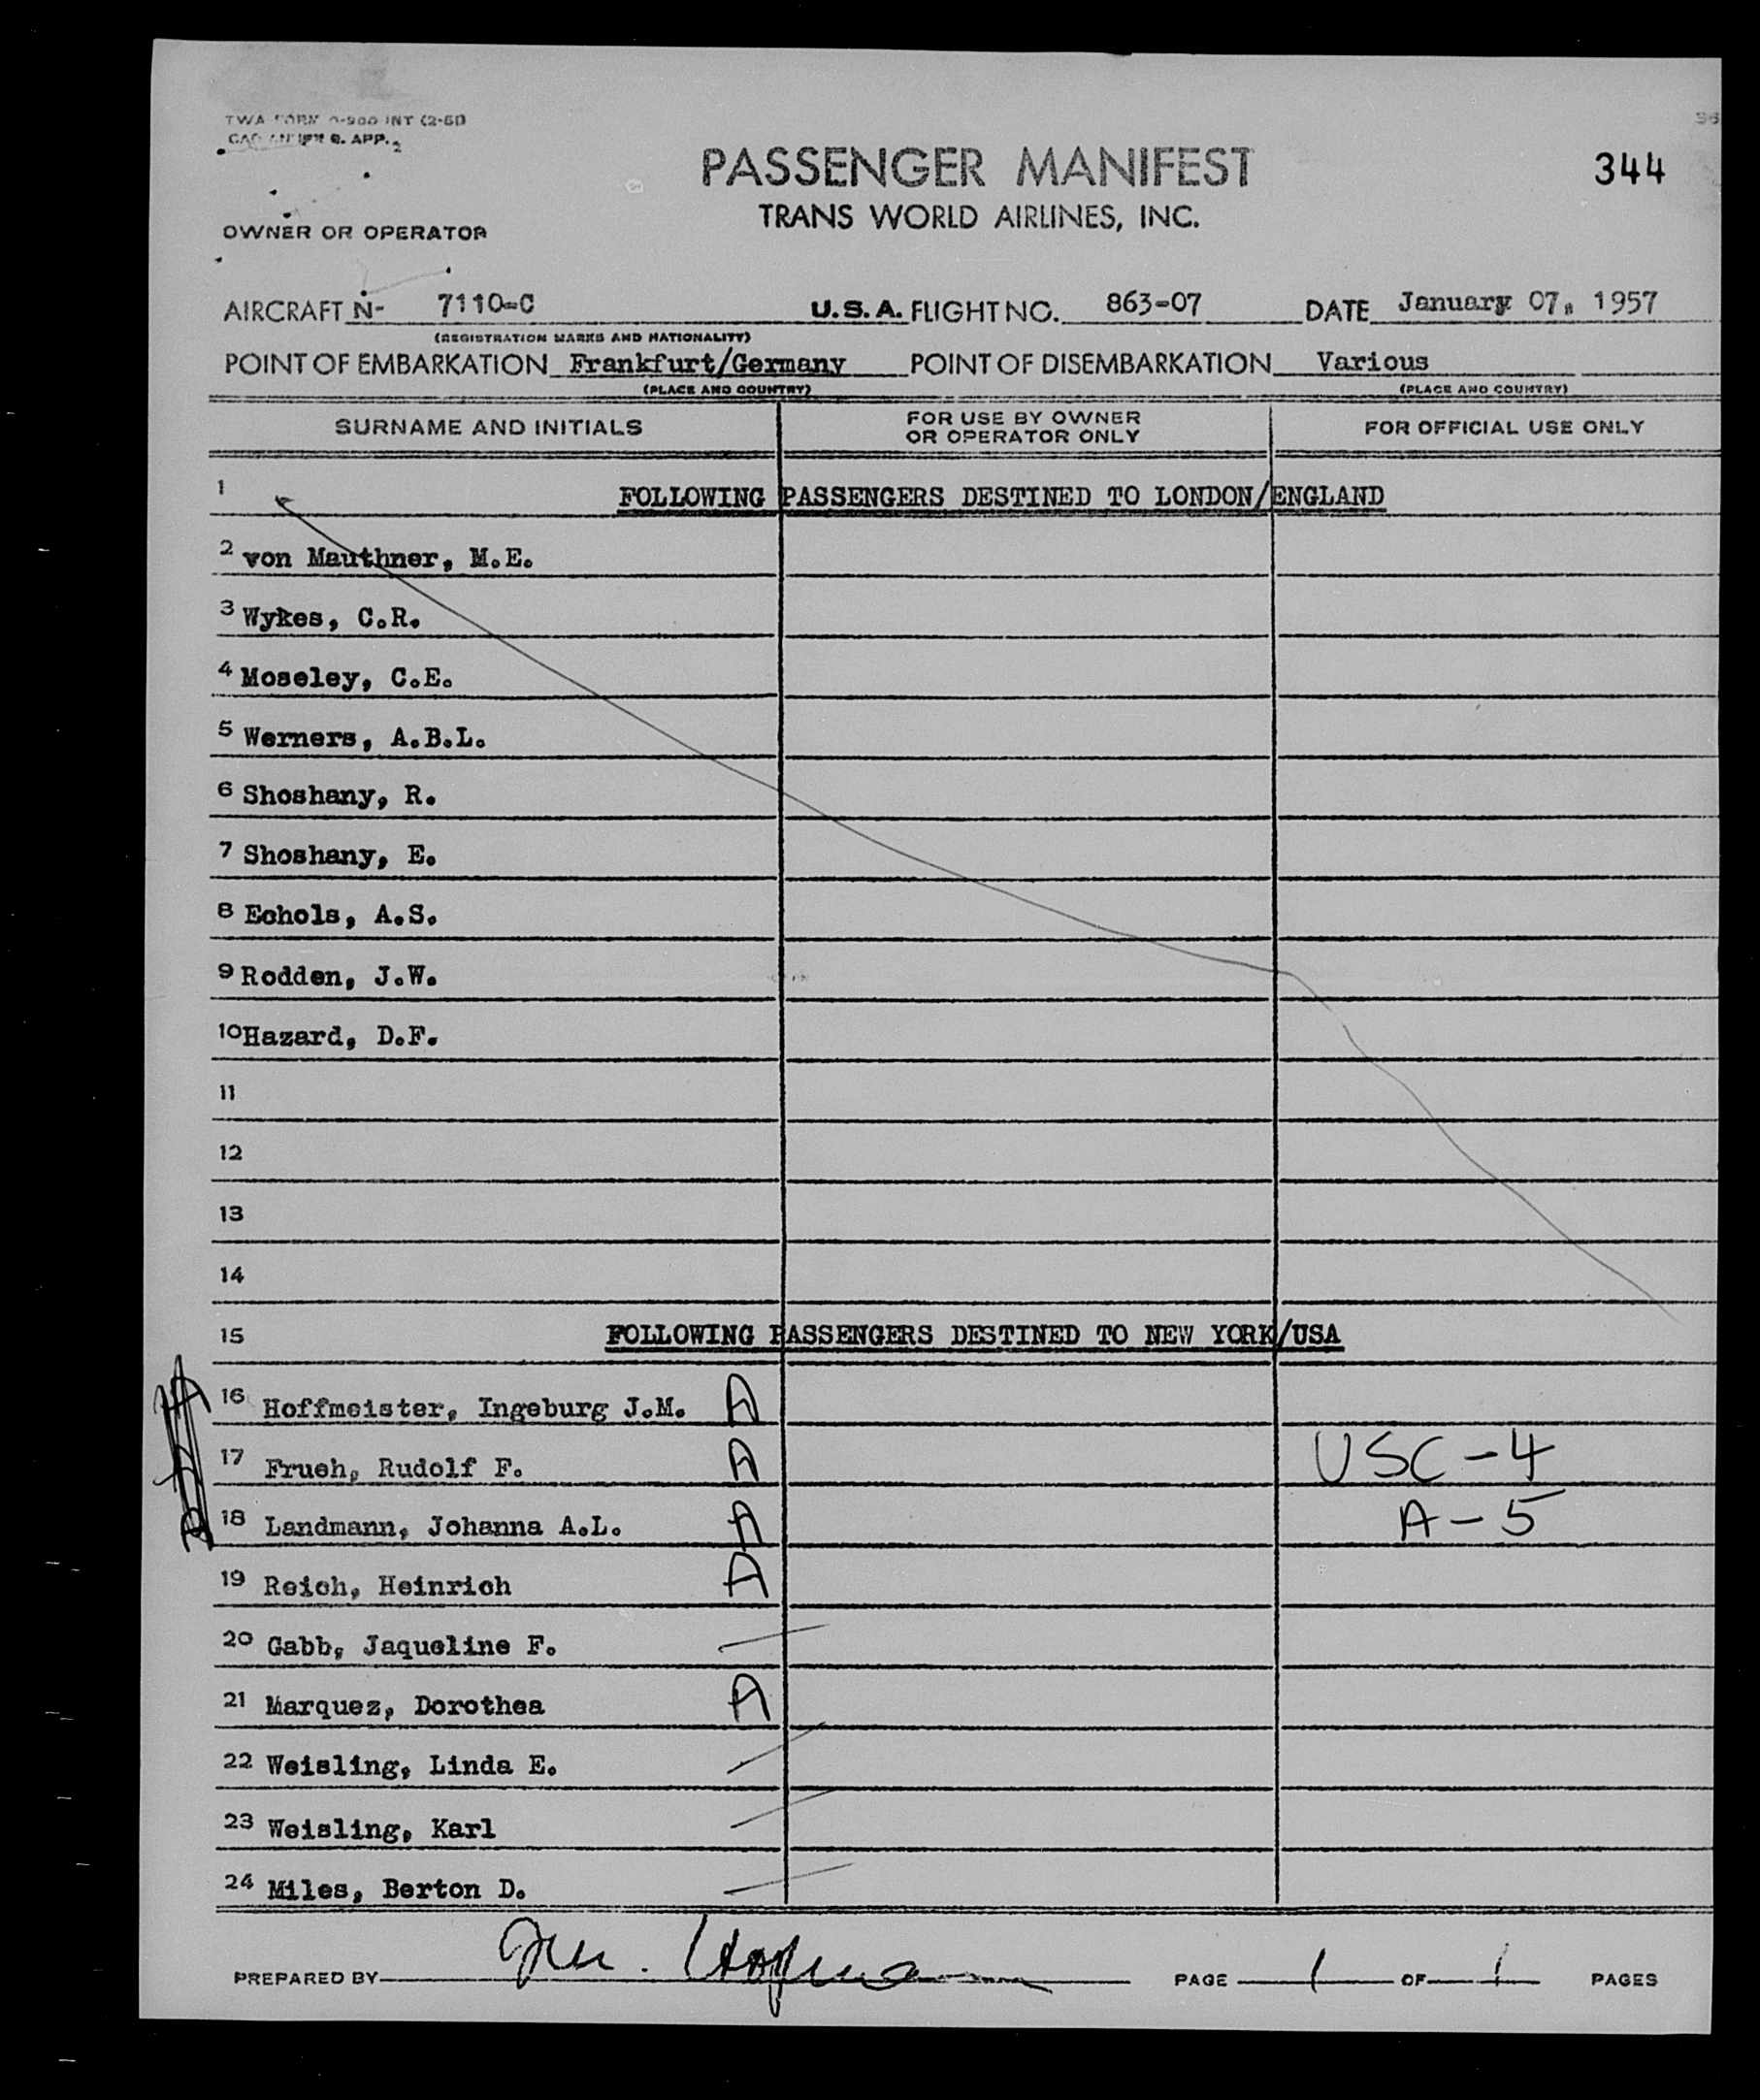 TWA FORM INT (2-51)
APP.
PASSENGER MANIFEST
344
TRANS WORLD AIRLINES, INC.
OWNER OR OPERATOR
AIRCRAFT N- 7110-C U.S.A. FLIGHT NO. 863-07 DATE January 07, 1957
(REGISTRATION MARKS AND NATIONALITY)
POINT OF EMBARKATION Frankfurt/Germany POINT OF DISEMBARKATION Various
(PLACE AND COUNTRY) (PLACE AND COUNTRY)
SURNAME AND INITIALS FOR USE BY OWNER OR OPERATOR ONLY FOR OFFICIAL USE ONLY
1 FOLLOWING PASSENGERS DESTINED TO LONDON/ENGLAND
2 von Mauthner, M.E.
3 Wykes, C.R.
4 Moseley, C.E.
5 Werners, A.B.L.
6 Shoshany, R.
7 Shoshany, E.
8 Echols, A.S.
9 Rodden, J.W.
10 Hazard, D.F.
11
12
13
14
15 FOLLOWING PASSENGERS DESTINED TO NEW YORK/USA
16 Hoffmeister, Ingeburg J.M. A
17 Frueh, Rudolf F. A USC-4
18 Landmann, Johanna A.L. A A-5
19 Reich, Heinrich A
20 Gabb, Jaqueline F.
21 Marquez, Dorothea A
22 Weisling, Linda E.
23 Weisling, Karl
24 Miles, Berton D.
PREPARED BY PAGE 1 OF 1 PAGES